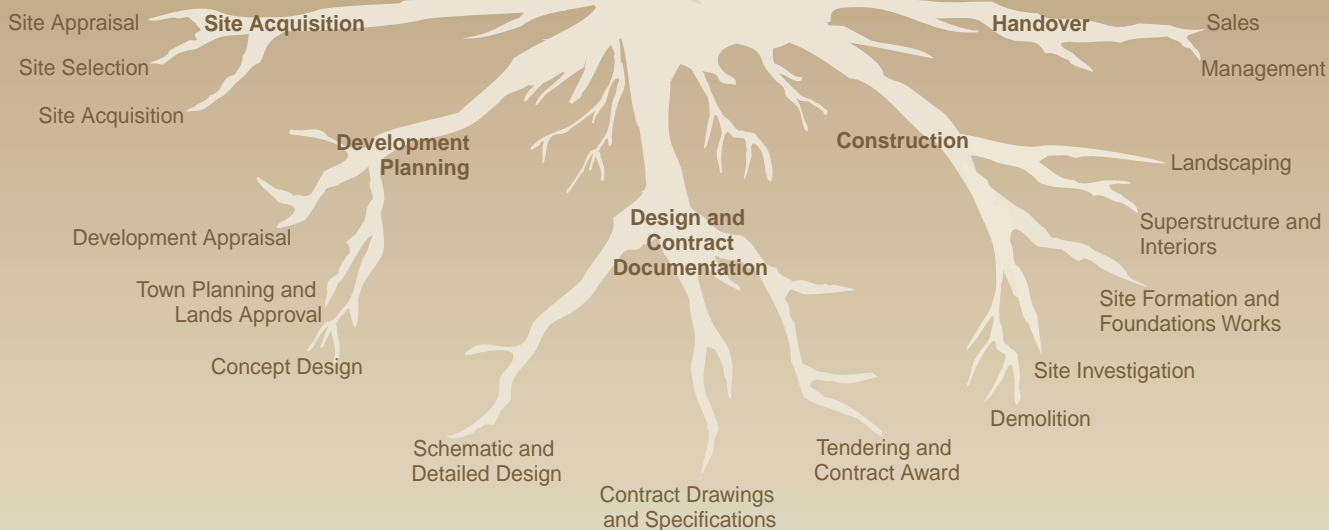 Site Appraisal
Site Acquisition
Site Selection
Site Acquisition
Development
Planning
Development Appraisal
Town Planning and
Lands Approval
Concept Design
Design and
Contract
Documentation
Schematic and
Detailed Design
Contract Drawings
and Specifications
Tendering and
Contract Award
Construction
Landscaping
Superstructure and
Interiors
Site Formation and
Foundations Works
Site Investigation
Demolition
Handover
Sales
Management